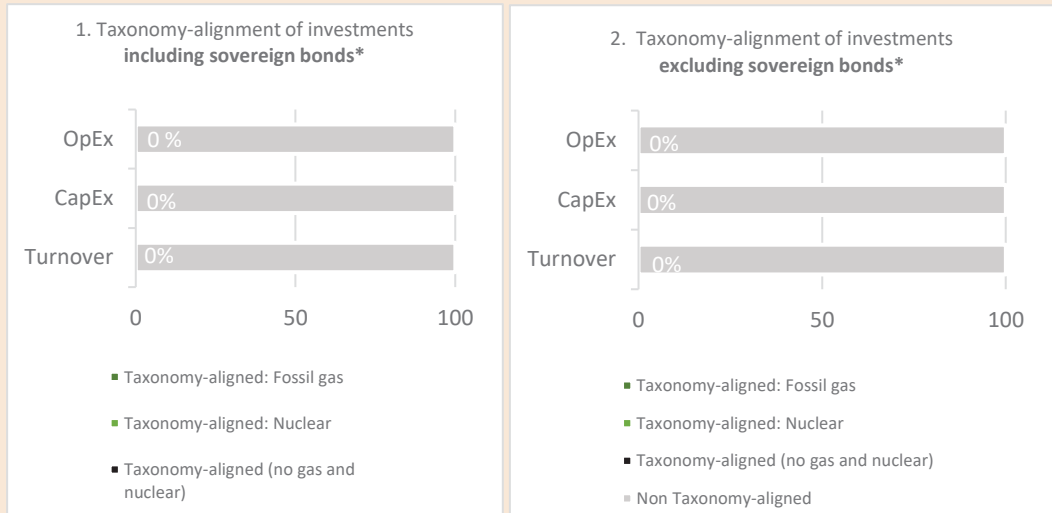 1. Taxonomy-alignment of investments
including sovereign bonds*
OpEx
0 %
CapEx
0%
Turnover
0%
0
50
100
Taxonomy-aligned: Fossil gas
Taxonomy-aligned: Nuclear
Taxonomy-aligned (no gas and
nuclear)
2. Taxonomy-alignment of investments
excluding sovereign bonds*
OpEx
0%
CapEx
0%
Turnover
0%
0
50
100
Taxonomy-aligned: Fossil gas
Taxonomy-aligned: Nuclear
Taxonomy-aligned (no gas and nuclear)
Non Taxonomy-aligned